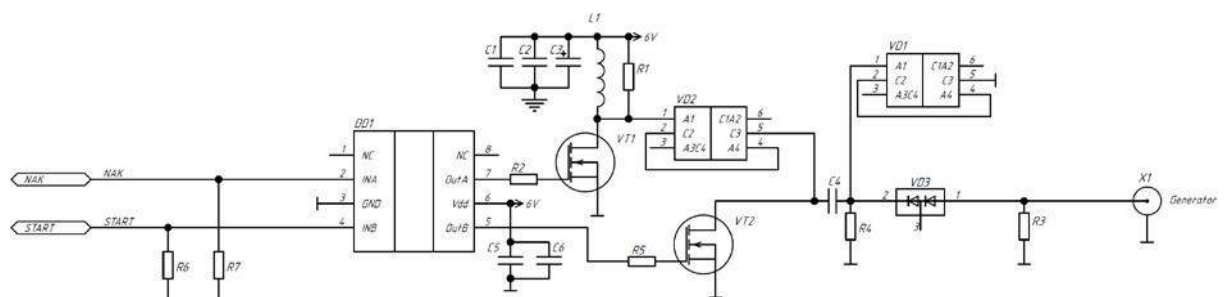 L1
6V
C1 C2 C3 + R1
VD1
1 A1 C1A2 6
2 C2 C3 5
3 A3C4 A4 4
VD2
1 A1 C1A2 6
2 C2 C3 5
3 A3C4 A4 4
DD1
VT1
1 NC NC 8
NAK NAK 2 INA OutA 7 R2
3 GND Vdd 6 6V
START START 4 INB OutB 5
C5 C6
R5
VT2
C4
R4
2 VD3 1
3
R3
X1
Generator
R6 R7